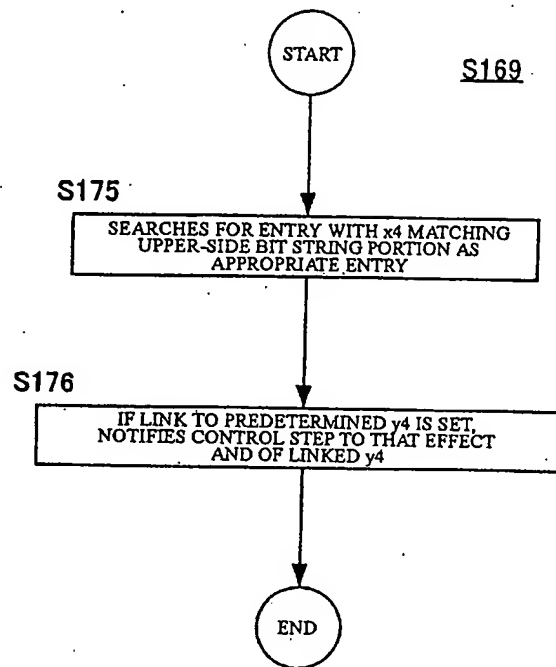 START
S169
S175
SEARCHES FOR ENTRY WITH x4 MATCHING
UPPER-SIDE BIT STRING PORTION AS
APPROPRIATE ENTRY
S176
IF LINK TO PREDETERMINED y4 IS SET,
NOTIFIES CONTROL STEP TO THAT EFFECT
AND OF LINKED y4
END